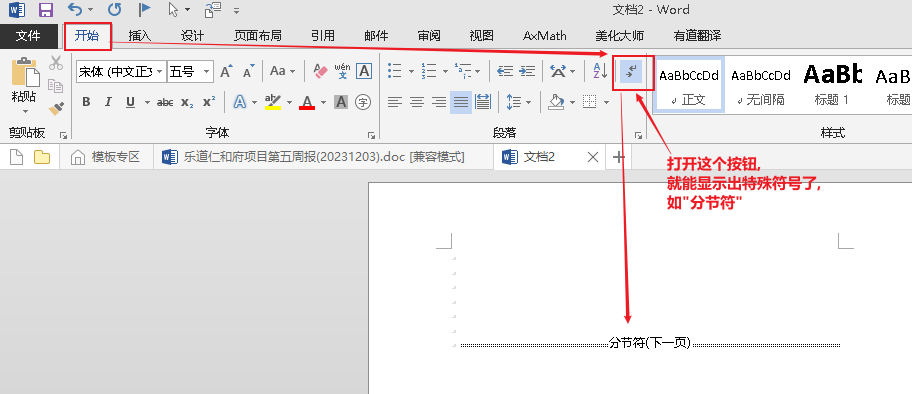 文档2 - Word
文件 开始 插入 设计 页面布局 引用 邮件 审阅 视图 AxMath 美化大师 有道翻译
宋体 (中文正 五号 A A Aa wén 文 A AaBbCcDd AaBbCcDd AaBb AaBb
粘贴 B I U abc x₂ x² A ab A A 字 A Z 正文 无间隔 标题 1 标题
剪贴板 字体 段落 样式
模板专区 乐道仁和府项目第五周报(20231203).doc [兼容模式] 文档2
打开这个按钮,
就能显示出特殊符号了,
如"分节符"
分节符(下一页)